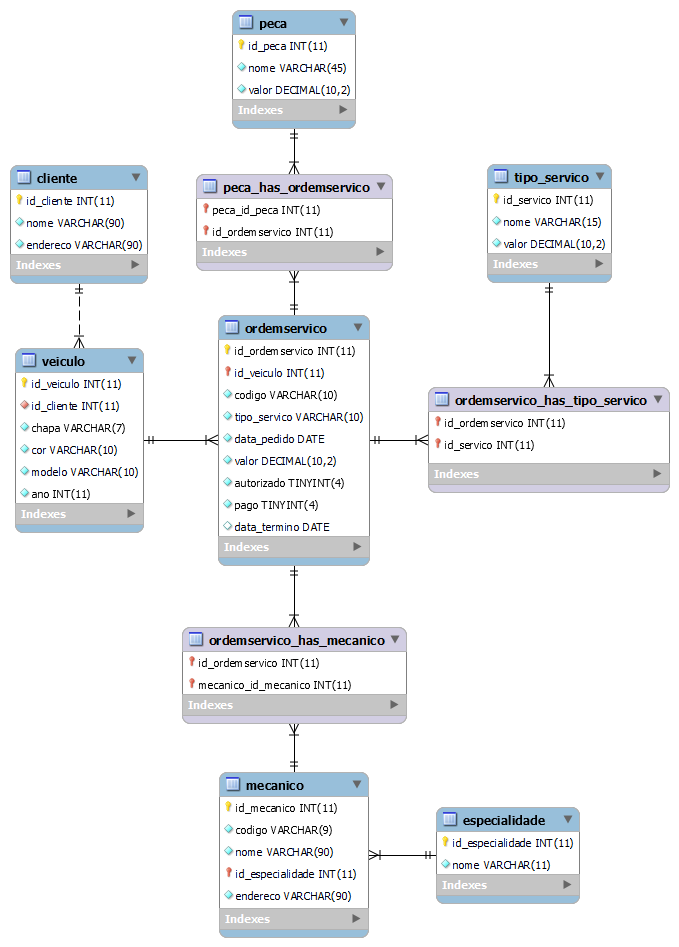 peca
id_peca INT(11)
nome VARCHAR(45)
valor DECIMAL(10,2)
Indexes
cliente
id_cliente INT(11)
nome VARCHAR(90)
endereco VARCHAR(90)
Indexes
peca_has_ordemservico
peca_id_peca INT(11)
id_ordemservico INT(11)
Indexes
tipo_servico
id_servico INT(11)
nome VARCHAR(15)
valor DECIMAL(10,2)
Indexes
veiculo
id_veiculo INT(11)
id_cliente INT(11)
chapa VARCHAR(7)
cor VARCHAR(10)
modelo VARCHAR(10)
ano INT(11)
Indexes
ordemservico
id_ordemservico INT(11)
id_veiculo INT(11)
codigo VARCHAR(10)
tipo_servico VARCHAR(10)
data_pedido DATE
valor DECIMAL(10,2)
autorizado TINYINT(4)
pago TINYINT(4)
data_termino DATE
Indexes
ordemservico_has_tipo_servico
id_ordemservico INT(11)
id_servico INT(11)
Indexes
ordemservico_has_mecanico
id_ordemservico INT(11)
mecanico_id_mecanico INT(11)
Indexes
mecanico
id_mecanico INT(11)
codigo VARCHAR(9)
nome VARCHAR(90)
id_especialidade INT(11)
endereco VARCHAR(90)
Indexes
especialidade
id_especialidade INT(11)
nome VARCHAR(11)
Indexes